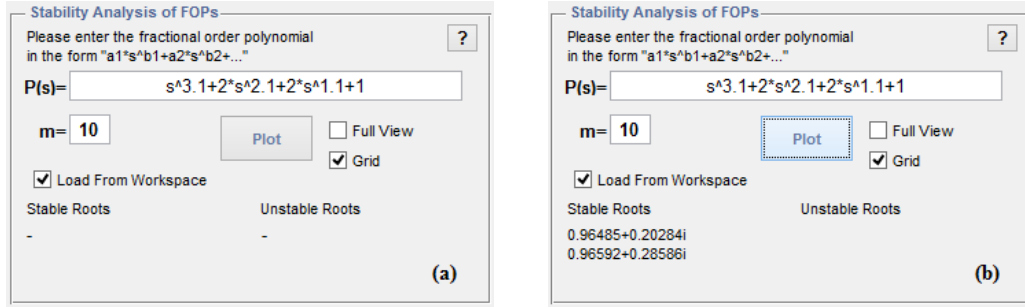 Stability Analysis of FOPs
Please enter the fractional order polynomial
in the form "a1*s^b1+a2*s^b2+..."
?
P(s)= s^3.1+2*s^2.1+2*s^1.1+1
m= 10
Plot
Full View
Grid
Load From Workspace
Stable Roots Unstable Roots
- -
(a)
Stability Analysis of FOPs
Please enter the fractional order polynomial
in the form "a1*s^b1+a2*s^b2+..."
?
P(s)= s^3.1+2*s^2.1+2*s^1.1+1
m= 10
Plot
Full View
Grid
Load From Workspace
Stable Roots Unstable Roots
0.96485+0.20284i
0.96592+0.28586i
(b)